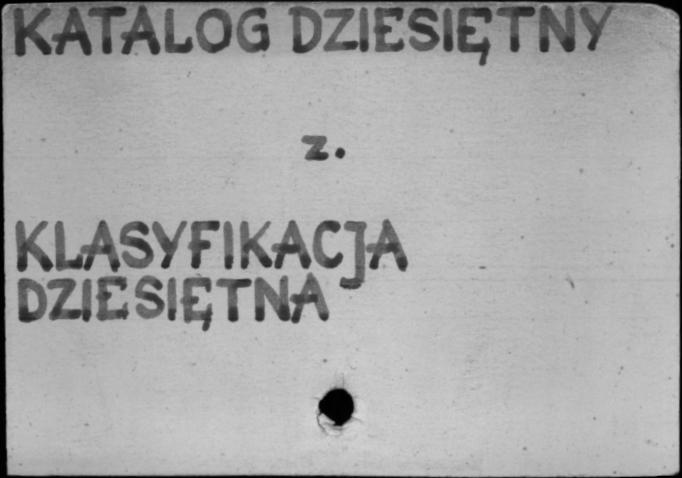 KATALOG DZIESIĘTNY
z.
KLASYFIKACJA
DZIESIĘTNA